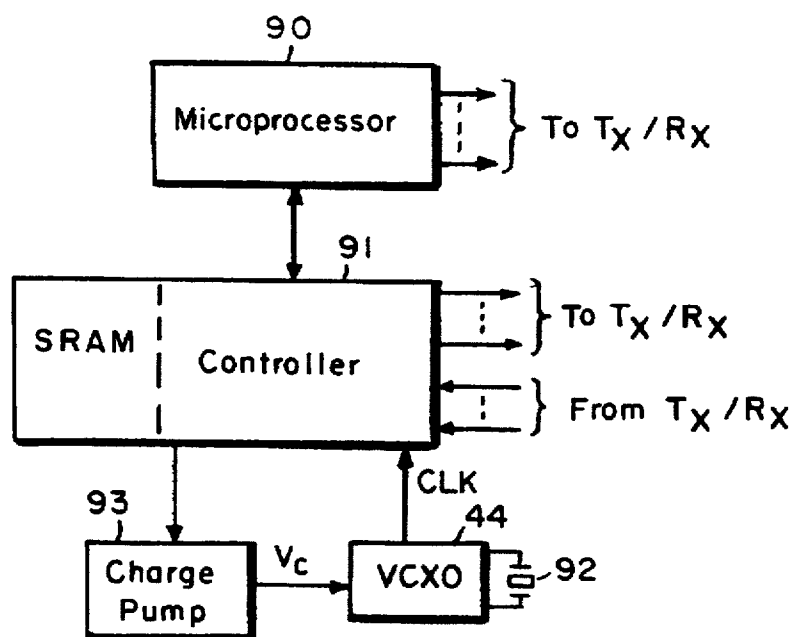 90
Microprocessor
To TX / RX
91
SRAM
Controller
To TX / RX
From TX / RX
CLK
93
44
Charge
Pump
VC
VCXO
92